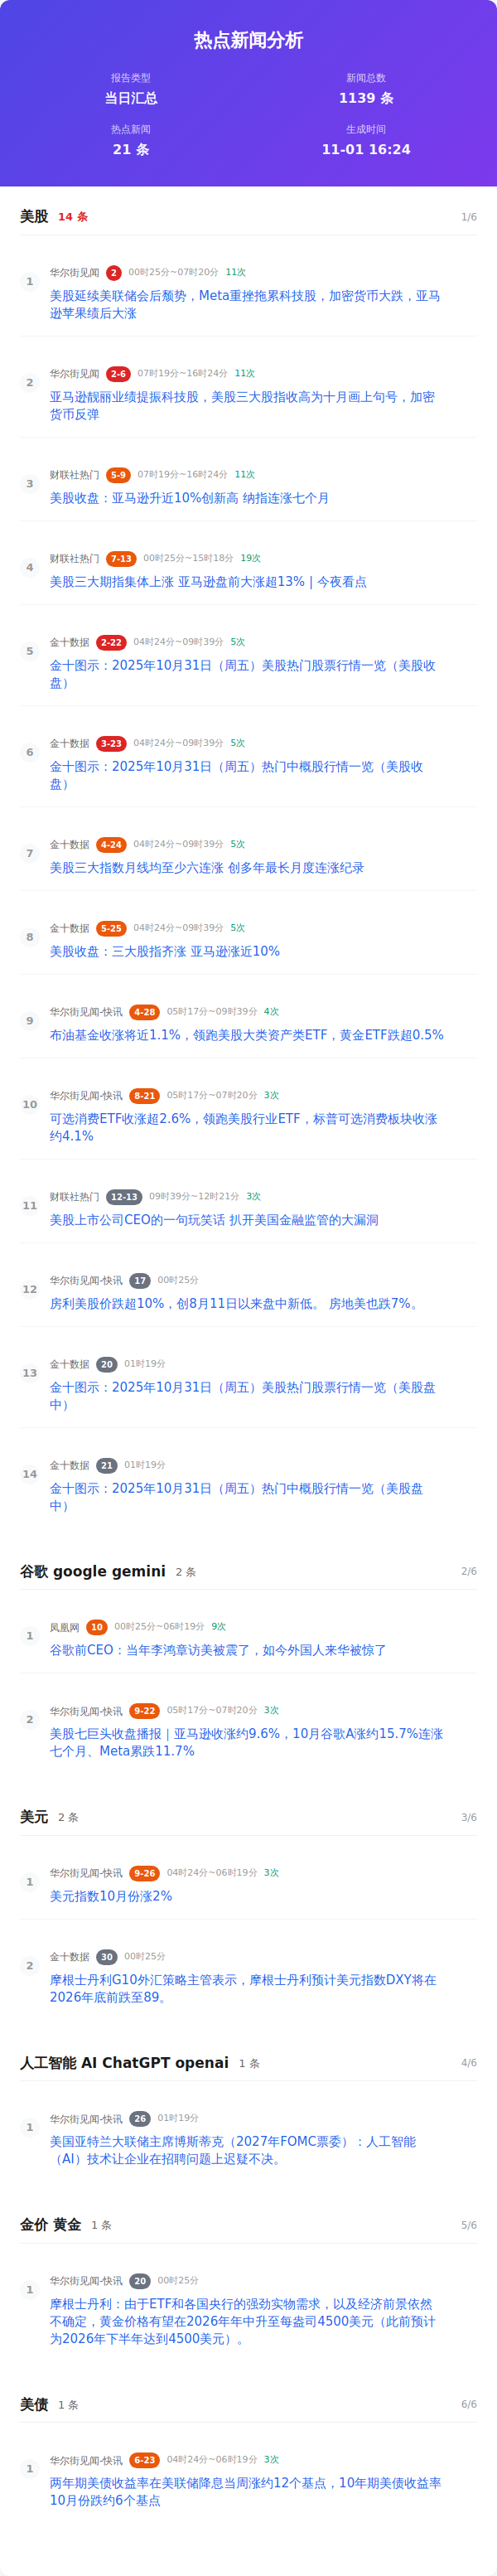 热点新闻分析
报告类型
当日汇总
新闻总数
1139 条
热点新闻
21 条
生成时间
11-01 16:24
美股 14 条 1/6
1 华尔街见闻 2 00时25分~07时20分 11次
美股延续美联储会后颓势，Meta重挫拖累科技股，加密货币大跌，亚马
逊苹果绩后大涨
2 华尔街见闻 2-6 07时19分~16时24分 11次
亚马逊靓丽业绩提振科技股，美股三大股指收高为十月画上句号，加密
货币反弹
3 财联社热门 5-9 07时19分~16时24分 11次
美股收盘：亚马逊升近10%创新高 纳指连涨七个月
4 财联社热门 7-13 00时25分~15时18分 19次
美股三大期指集体上涨 亚马逊盘前大涨超13% | 今夜看点
5 金十数据 2-22 04时24分~09时39分 5次
金十图示：2025年10月31日（周五）美股热门股票行情一览（美股收
盘）
6 金十数据 3-23 04时24分~09时39分 5次
金十图示：2025年10月31日（周五）热门中概股行情一览（美股收
盘）
7 金十数据 4-24 04时24分~09时39分 5次
美股三大指数月线均至少六连涨 创多年最长月度连涨纪录
8 金十数据 5-25 04时24分~09时39分 5次
美股收盘：三大股指齐涨 亚马逊涨近10%
9 华尔街见闻-快讯 4-28 05时17分~09时39分 4次
布油基金收涨将近1.1%，领跑美股大类资产类ETF，黄金ETF跌超0.5%
10 华尔街见闻-快讯 8-21 05时17分~07时20分 3次
可选消费ETF收涨超2.6%，领跑美股行业ETF，标普可选消费板块收涨
约4.1%
11 财联社热门 12-13 09时39分~12时21分 3次
美股上市公司CEO的一句玩笑话 扒开美国金融监管的大漏洞
12 华尔街见闻-快讯 17 00时25分
房利美股价跌超10%，创8月11日以来盘中新低。 房地美也跌7%。
13 金十数据 20 01时19分
金十图示：2025年10月31日（周五）美股热门股票行情一览（美股盘
中）
14 金十数据 21 01时19分
金十图示：2025年10月31日（周五）热门中概股行情一览（美股盘
中）
谷歌 google gemini 2 条 2/6
1 凤凰网 10 00时25分~06时19分 9次
谷歌前CEO：当年李鸿章访美被震了，如今外国人来华被惊了
2 华尔街见闻-快讯 9-22 05时17分~07时20分 3次
美股七巨头收盘播报｜亚马逊收涨约9.6%，10月谷歌A涨约15.7%连涨
七个月、Meta累跌11.7%
美元 2 条 3/6
1 华尔街见闻-快讯 9-26 04时24分~06时19分 3次
美元指数10月份涨2%
2 金十数据 30 00时25分
摩根士丹利G10外汇策略主管表示，摩根士丹利预计美元指数DXY将在
2026年底前跌至89。
人工智能 AI ChatGPT openai 1 条 4/6
1 华尔街见闻-快讯 26 01时19分
美国亚特兰大联储主席博斯蒂克（2027年FOMC票委）：人工智能
（AI）技术让企业在招聘问题上迟疑不决。
金价 黄金 1 条 5/6
1 华尔街见闻-快讯 20 00时25分
摩根士丹利：由于ETF和各国央行的强劲实物需求，以及经济前景依然
不确定，黄金价格有望在2026年年中升至每盎司4500美元（此前预计
为2026年下半年达到4500美元）。
美债 1 条 6/6
1 华尔街见闻-快讯 6-23 04时24分~06时19分 3次
两年期美债收益率在美联储降息当周涨约12个基点，10年期美债收益率
10月份跌约6个基点